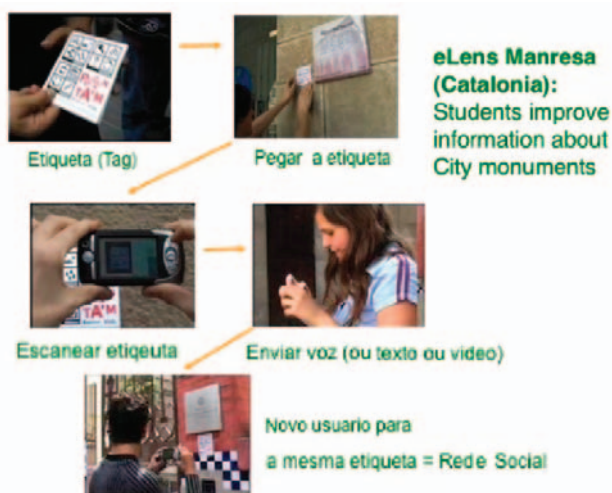 eLens Manresa
(Catalonia):
Students improve
information about
City monuments
Etiqueta (Tag)
Pegar a etiqueta
Escanear etiqeuta
Enviar voz (ou texto ou video)
Novo usuario para
a mesma etiqueta = Rede Social